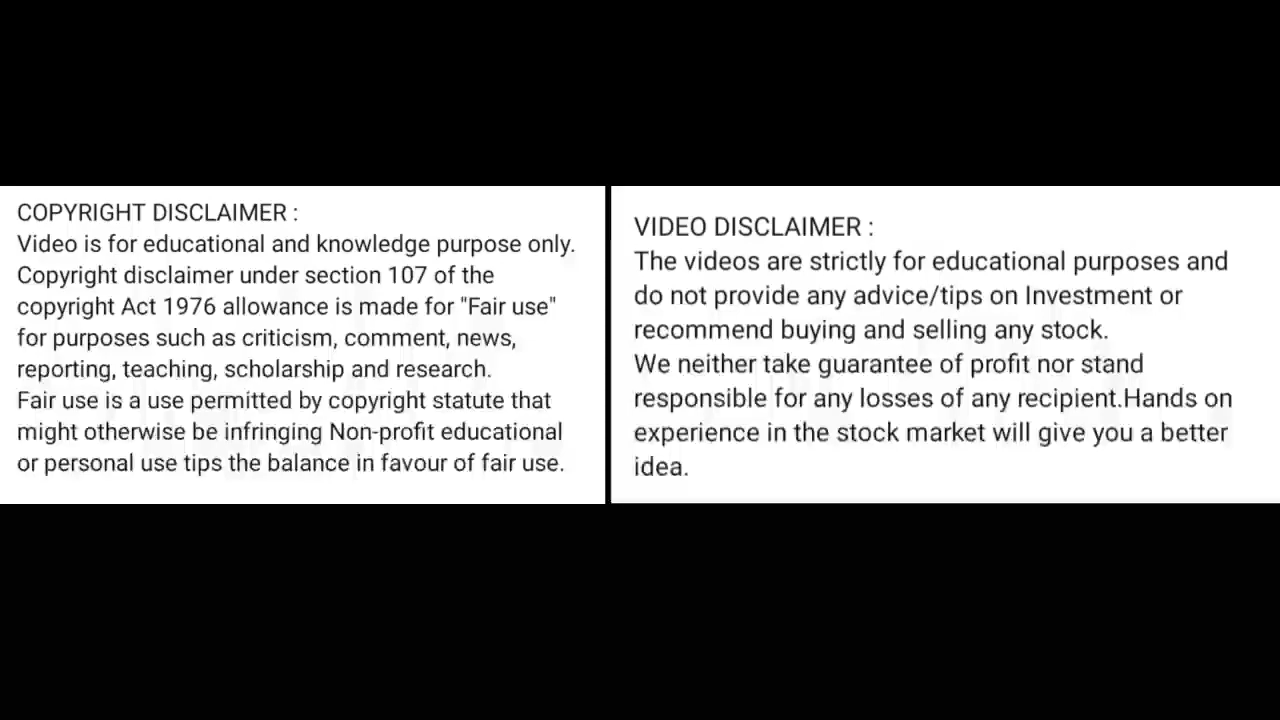 COPYRIGHT DISCLAIMER :
Video is for educational and knowledge purpose only.
Copyright disclaimer under section 107 of the
copyright Act 1976 allowance is made for "Fair use"
for purposes such as criticism, comment, news,
reporting, teaching, scholarship and research.
Fair use is a use permitted by copyright statute that
might otherwise be infringing Non-profit educational
or personal use tips the balance in favour of fair use.
VIDEO DISCLAIMER :
The videos are strictly for educational purposes and
do not provide any advice/tips on Investment or
recommend buying and selling any stock.
We neither take guarantee of profit nor stand
responsible for any losses of any recipient.Hands on
experience in the stock market will give you a better
idea.